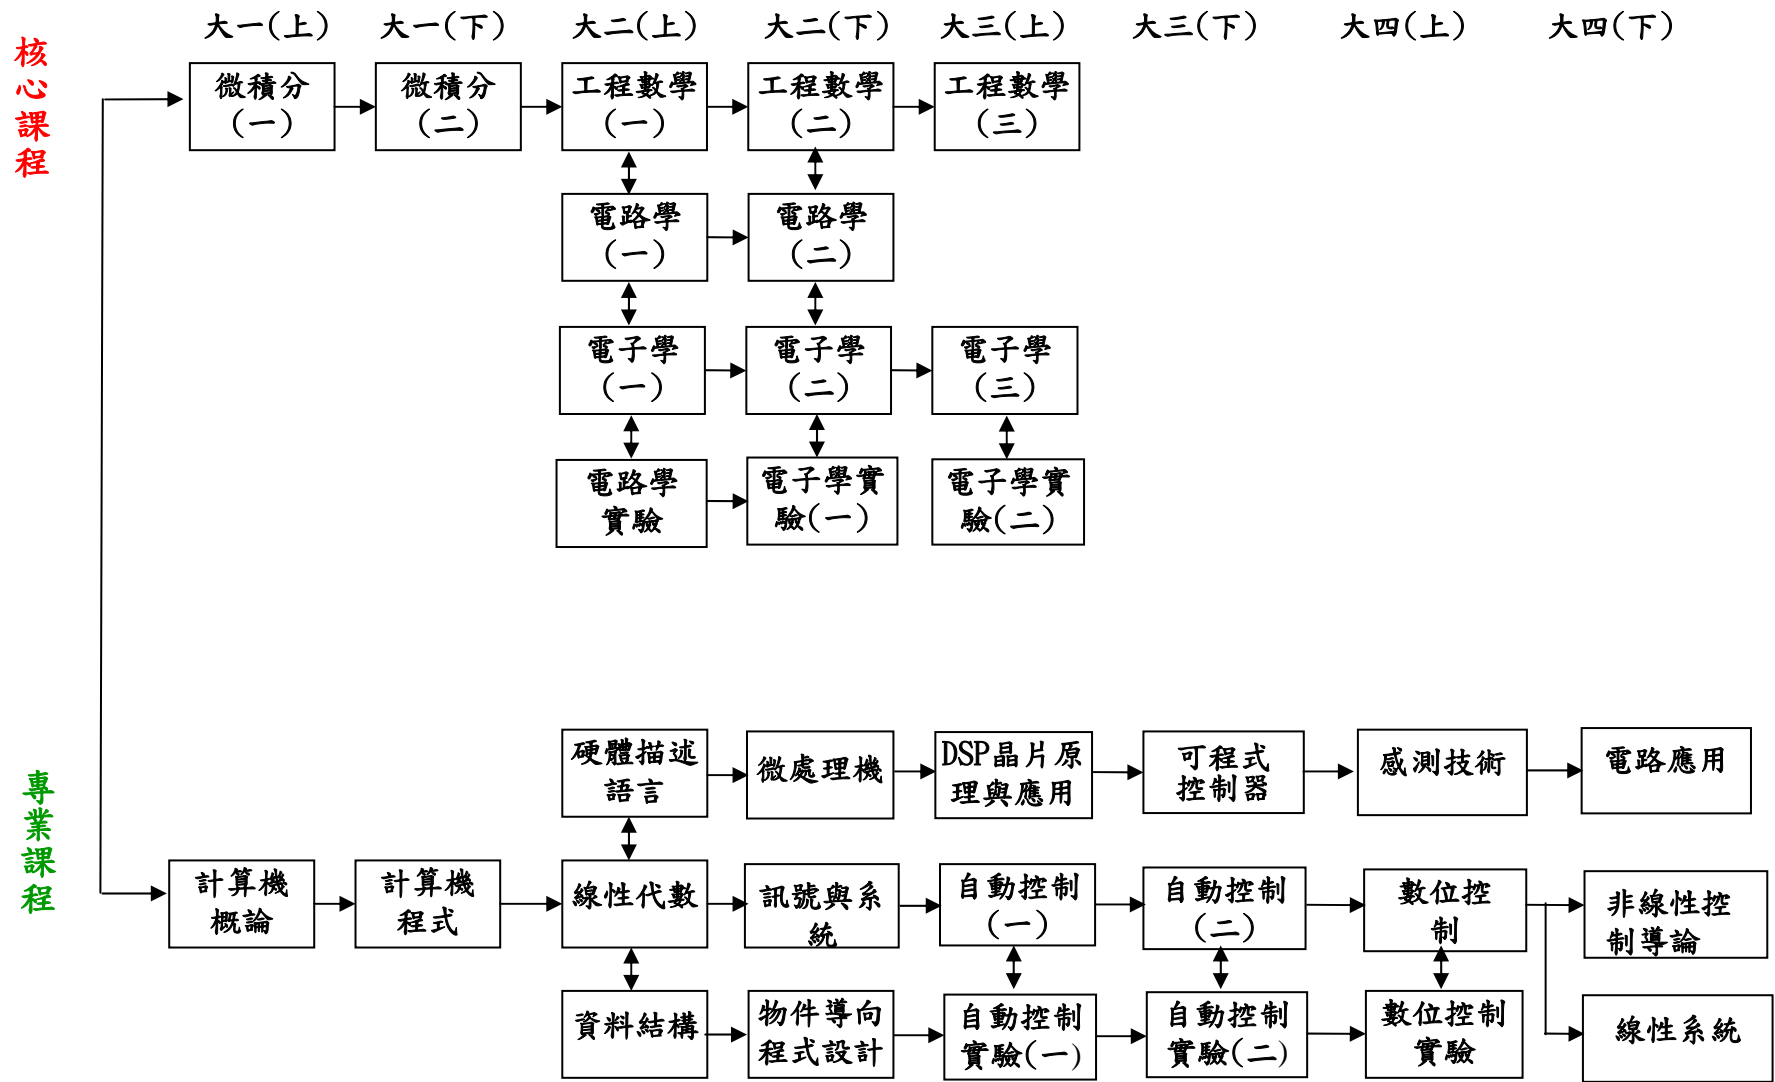 大一(上) 大一(下) 大二(上) 大二(下) 大三(上) 大三(下) 大四(上) 大四(下)
核
心
課
程
微積分
(一)
微積分
(二)
工程數學
(一)
工程數學
(二)
工程數學
(三)
電路學
(一)
電路學
(二)
電子學
(一)
電子學
(二)
電子學
(三)
電路學
實驗
電子學實
驗(一)
電子學實
驗(二)
專
業
課
程
硬體描述
語言
微處理機
DSP晶片原
理與應用
可程式
控制器
感測技術
電路應用
計算機
概論
計算機
程式
線性代數
訊號與系
統
自動控制
(一)
自動控制
(二)
數位控
制
非線性控
制導論
資料結構
物件導向
程式設計
自動控制
實驗(一)
自動控制
實驗(二)
數位控制
實驗
線性系統